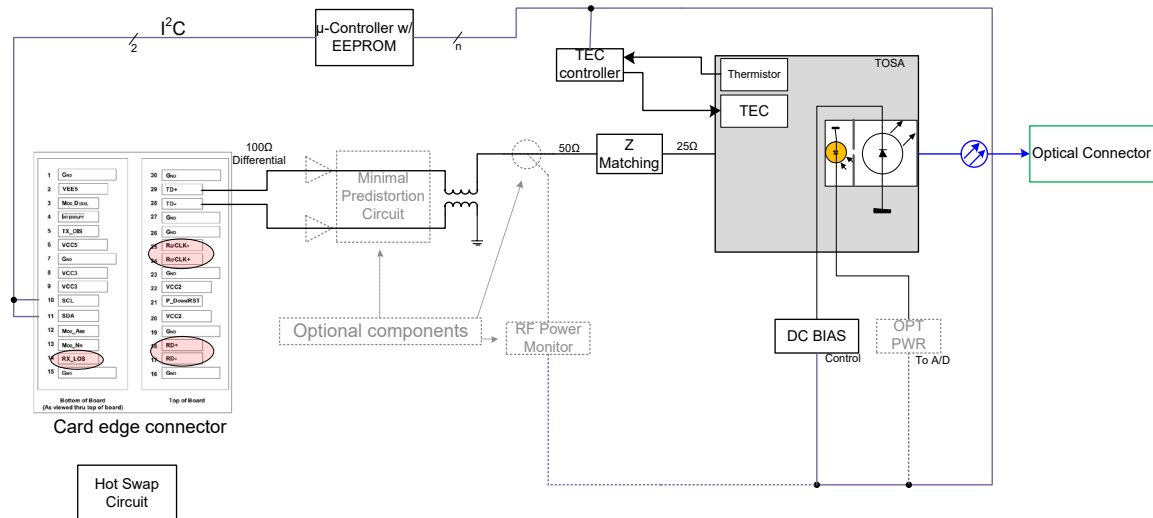 I²C
2
µ-Controller w/
EEPROM
n
TEC
controller
Thermistor
TEC
TOSA
100Ω
Differential
Minimal
Predistortion
Circuit
50Ω
Z
Matching
25Ω
Optical Connector
1 GND
2 VEE5
3 MOD_DESEL
4 INTERRUPT
5 TX_DIS
6 VCC5
7 GND
8 VCC3
9 VCC3
10 SCL
11 SDA
12 MOD_ABS
13 MOD_NR
14 RX_LOS
15 GND
30 GND
29 TD+
28 TD-
27 GND
26 GND
25 REFCLK-
24 REFCLK+
23 GND
22 VCC2
21 P_DOWN/RST
20 VCC2
19 GND
18 RD+
17 RD-
16 GND
Bottom of Board
(As viewed thru top of board)
Top of Board
Card edge connector
Optional components
RF Power
Monitor
DC BIAS
Control
OPT
PWR
To A/D
Hot Swap
Circuit